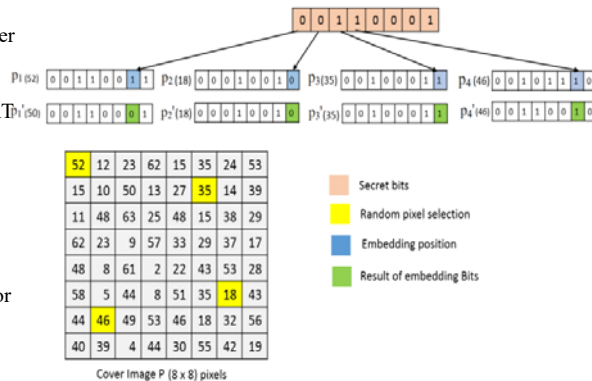 er
0 0 1 1 0 0 0 1
p1 (52) 0 0 1 1 0 0 1 1 p2 (18) 0 0 0 1 0 0 1 0 p3(35) 0 0 1 0 0 0 1 1 p4 (46) 0 0 1 1 1 1 1 0
p1'(50) 0 0 1 1 0 0 0 1 p2'(18) 0 0 0 1 0 0 1 0 p3'(35) 0 0 1 0 0 0 1 1 p4'(46) 0 0 1 1 0 0 1 0
52 12 23 62 15 35 24 53
15 10 50 13 27 35 14 39
11 48 63 25 48 15 38 29
62 23 9 57 33 29 37 17
48 8 61 2 22 43 53 28
58 5 44 8 51 35 18 43
44 46 49 53 46 18 32 56
40 39 4 44 30 55 42 19
Cover Image P (8 x 8) pixels
Secret bits
Random pixel selection
Embedding position
Result of embedding Bits
or